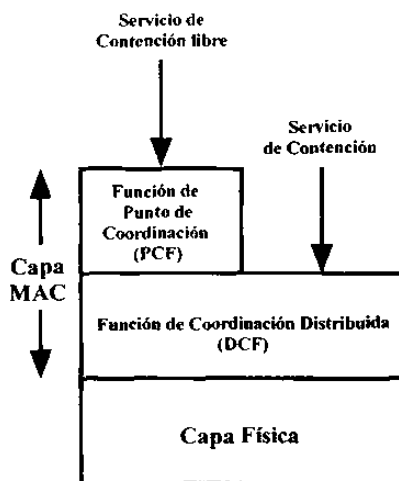 Servicio de
Contención libre
Servicio
de Contención
Función de
Punto de
Coordinación
(PCF)
Capa
MAC
Función de Coordinación Distribuida
(DCF)
Capa Física